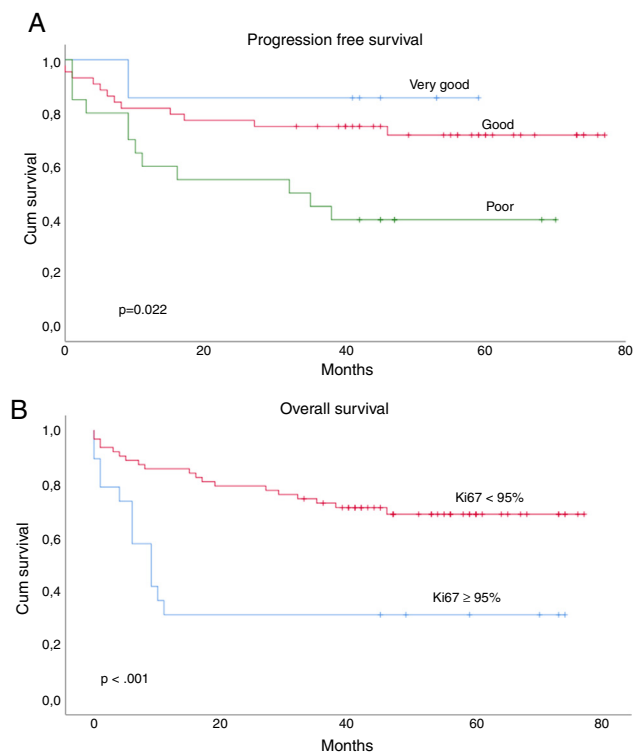 A
Progression free survival
1,0
0,8
0,6
0,4
0,2
0,0
Cum survival
Very good
Good
Poor
p=0.022
0 20 40 60 80
Months
B
Overall survival
1,0
0,8
0,6
0,4
0,2
0,0
Cum survival
Ki67 < 95%
Ki67 ≥ 95%
p < .001
0 20 40 60 80
Months